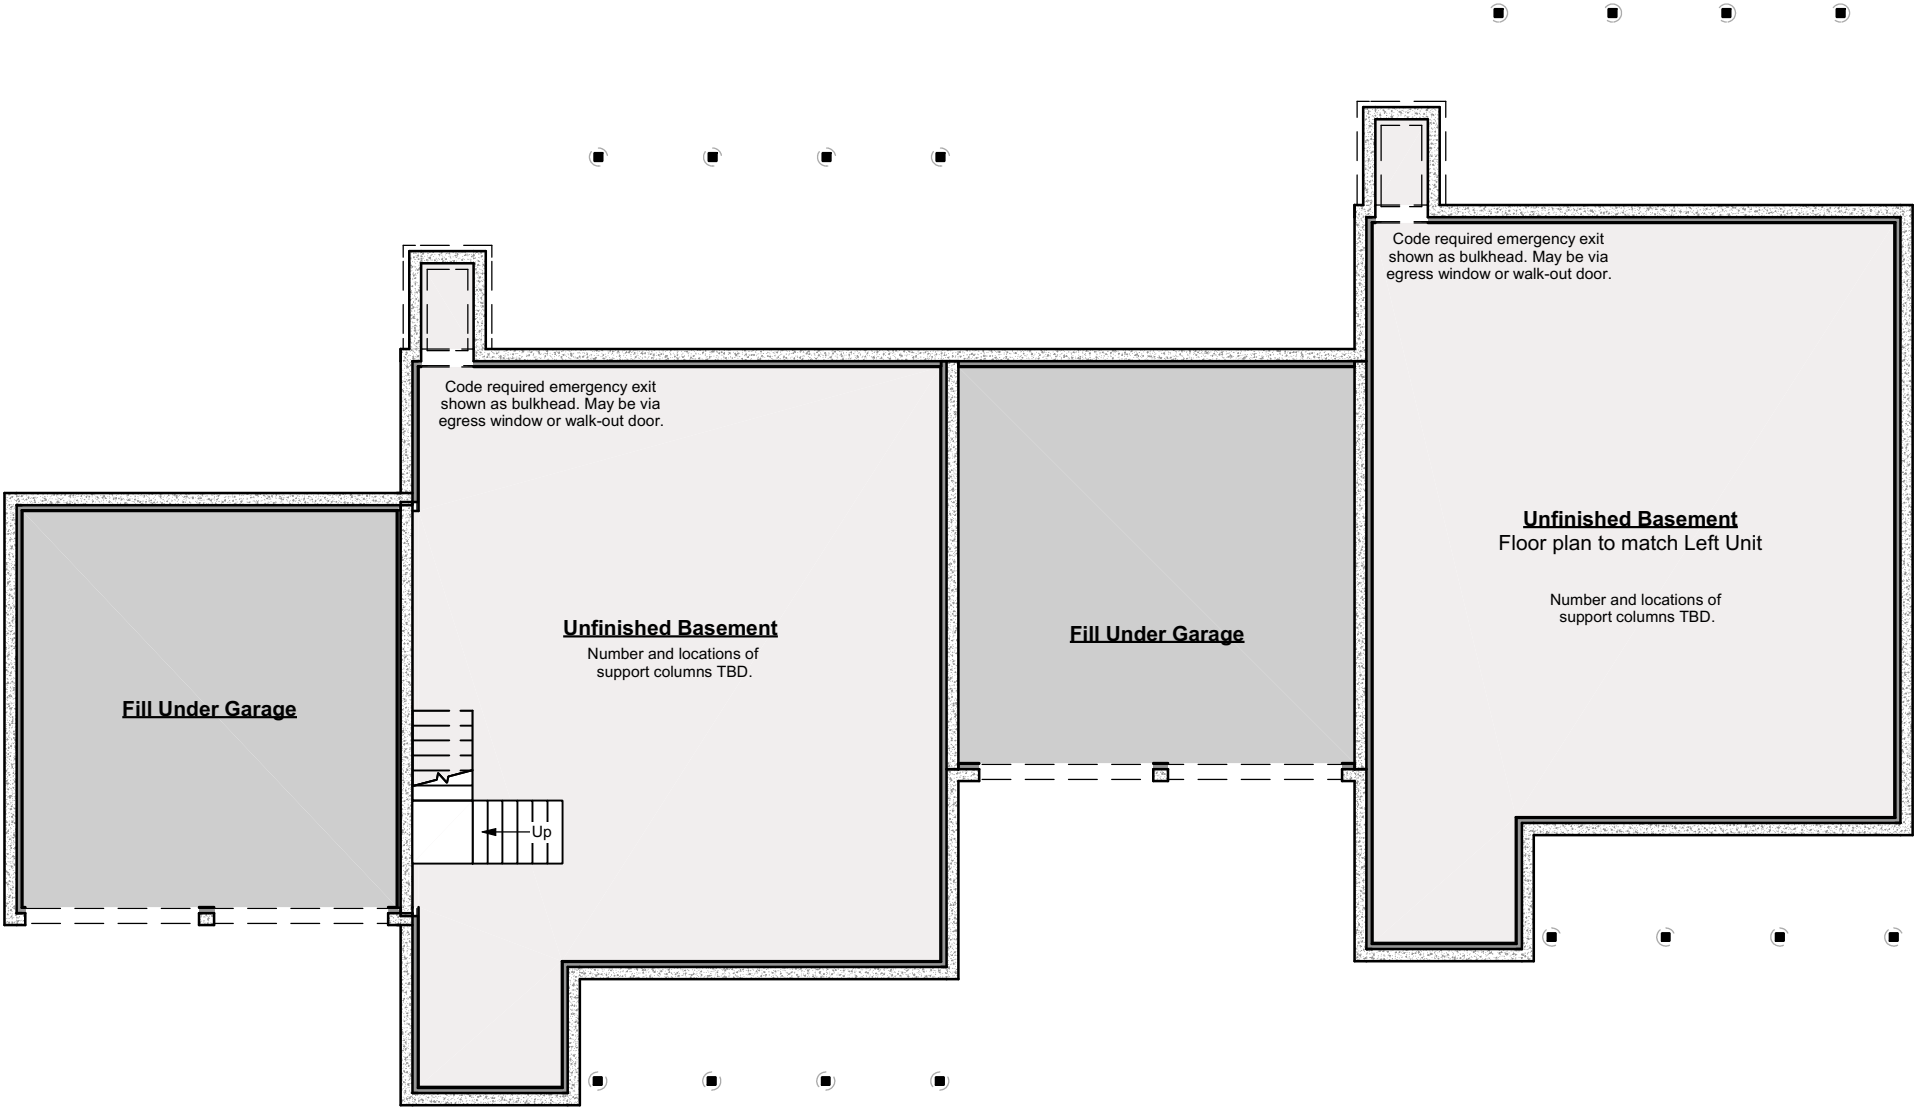 Code required emergency exit
shown as bulkhead. May be via
egress window or walk-out door.
Code required emergency exit
shown as bulkhead. May be via
egress window or walk-out door.
Unfinished Basement
Floor plan to match Left Unit
Number and locations of
support columns TBD.
Unfinished Basement
Number and locations of
support columns TBD.
Fill Under Garage
Fill Under Garage
Up